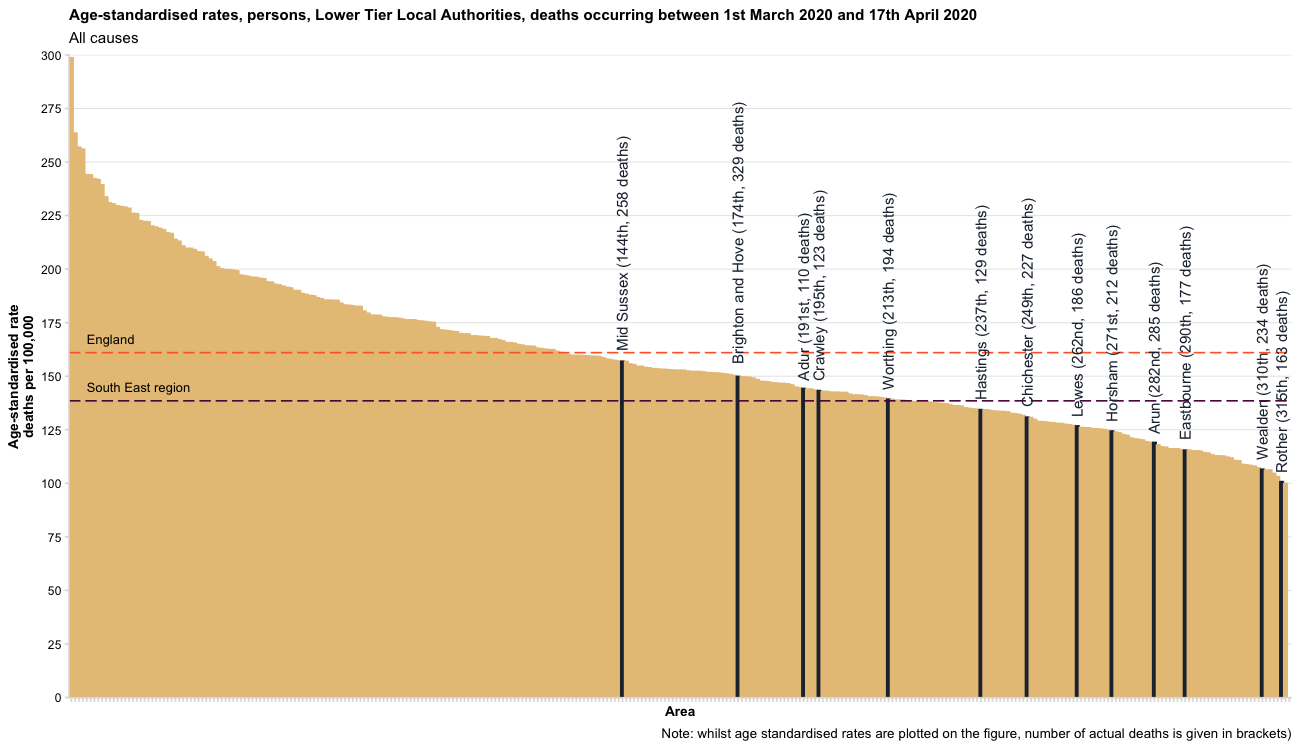 Age-standardised rates, persons, Lower Tier Local Authorities, deaths occurring between 1st March 2020 and 17th April 2020
All causes
300
275
250
225
200
175
150
125
100
75
50
25
0
Age-standardised rate
deaths per 100,000
England
South East region
Mid Sussex (144th, 258 deaths)
Brighton and Hove (174th, 329 deaths)
Adur (191st, 110 deaths)
Crawley (195th, 123 deaths)
Worthing (213th, 194 deaths)
Hastings (237th, 129 deaths)
Chichester (249th, 227 deaths)
Lewes (262nd, 186 deaths)
Horsham (271st, 212 deaths)
Arun (282nd, 285 deaths)
Eastbourne (290th, 177 deaths)
Wealden (310th, 234 deaths)
Rother (315th, 163 deaths)
Area
Note: whilst age standardised rates are plotted on the figure, number of actual deaths is given in brackets)